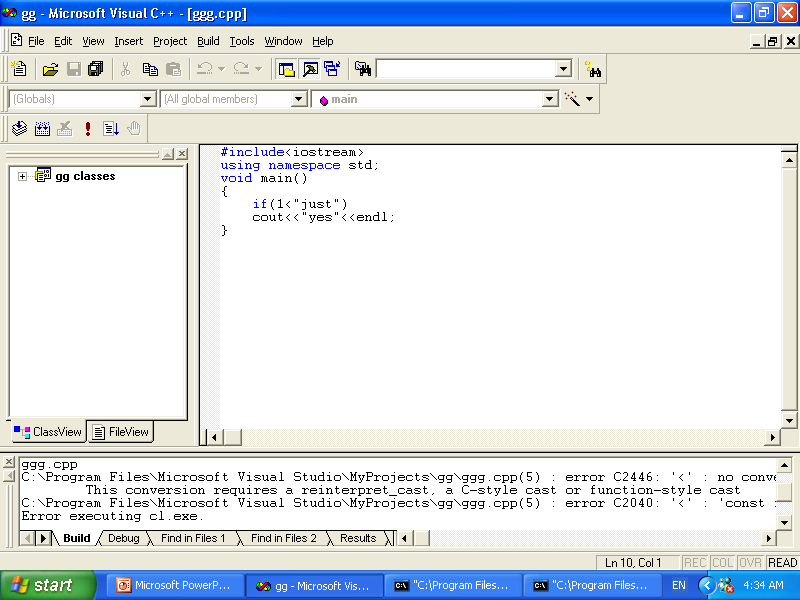 gg - Microsoft Visual C++ - [ggg.cpp]
File Edit View Insert Project Build Tools Window Help
(Globals) (All global members) main
gg classes
#include<iostream>
using namespace std;
void main()
{
if(1<"just")
cout<<"yes"<<endl;
}
ClassView FileView
ggg.cpp
C:\Program Files\Microsoft Visual Studio\MyProjects\gg\ggg.cpp(5) : error C2446: '<' : no conve
This conversion requires a reinterpret_cast, a C-style cast or function-style cast
C:\Program Files\Microsoft Visual Studio\MyProjects\gg\ggg.cpp(5) : error C2040: '<' : 'const
Error executing cl.exe.
Build Debug Find in Files 1 Find in Files 2 Results
Ln 10, Col 1 REC COL OVR READ
start Microsoft PowerP... gg - Microsoft Vis... "C:\Program Files... "C:\Program Files... EN 4:34 AM